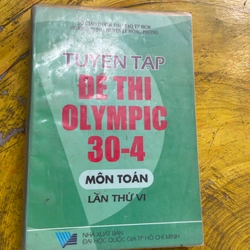 TUYỂN TẬP
ĐỀ THI
OLYMPIC
30-4
MÔN TOÁN
LẦN THỨ VI
NHÀ XUẤT BẢN
ĐẠI HỌC QUỐC GIA TP HỒ CHÍ MINH